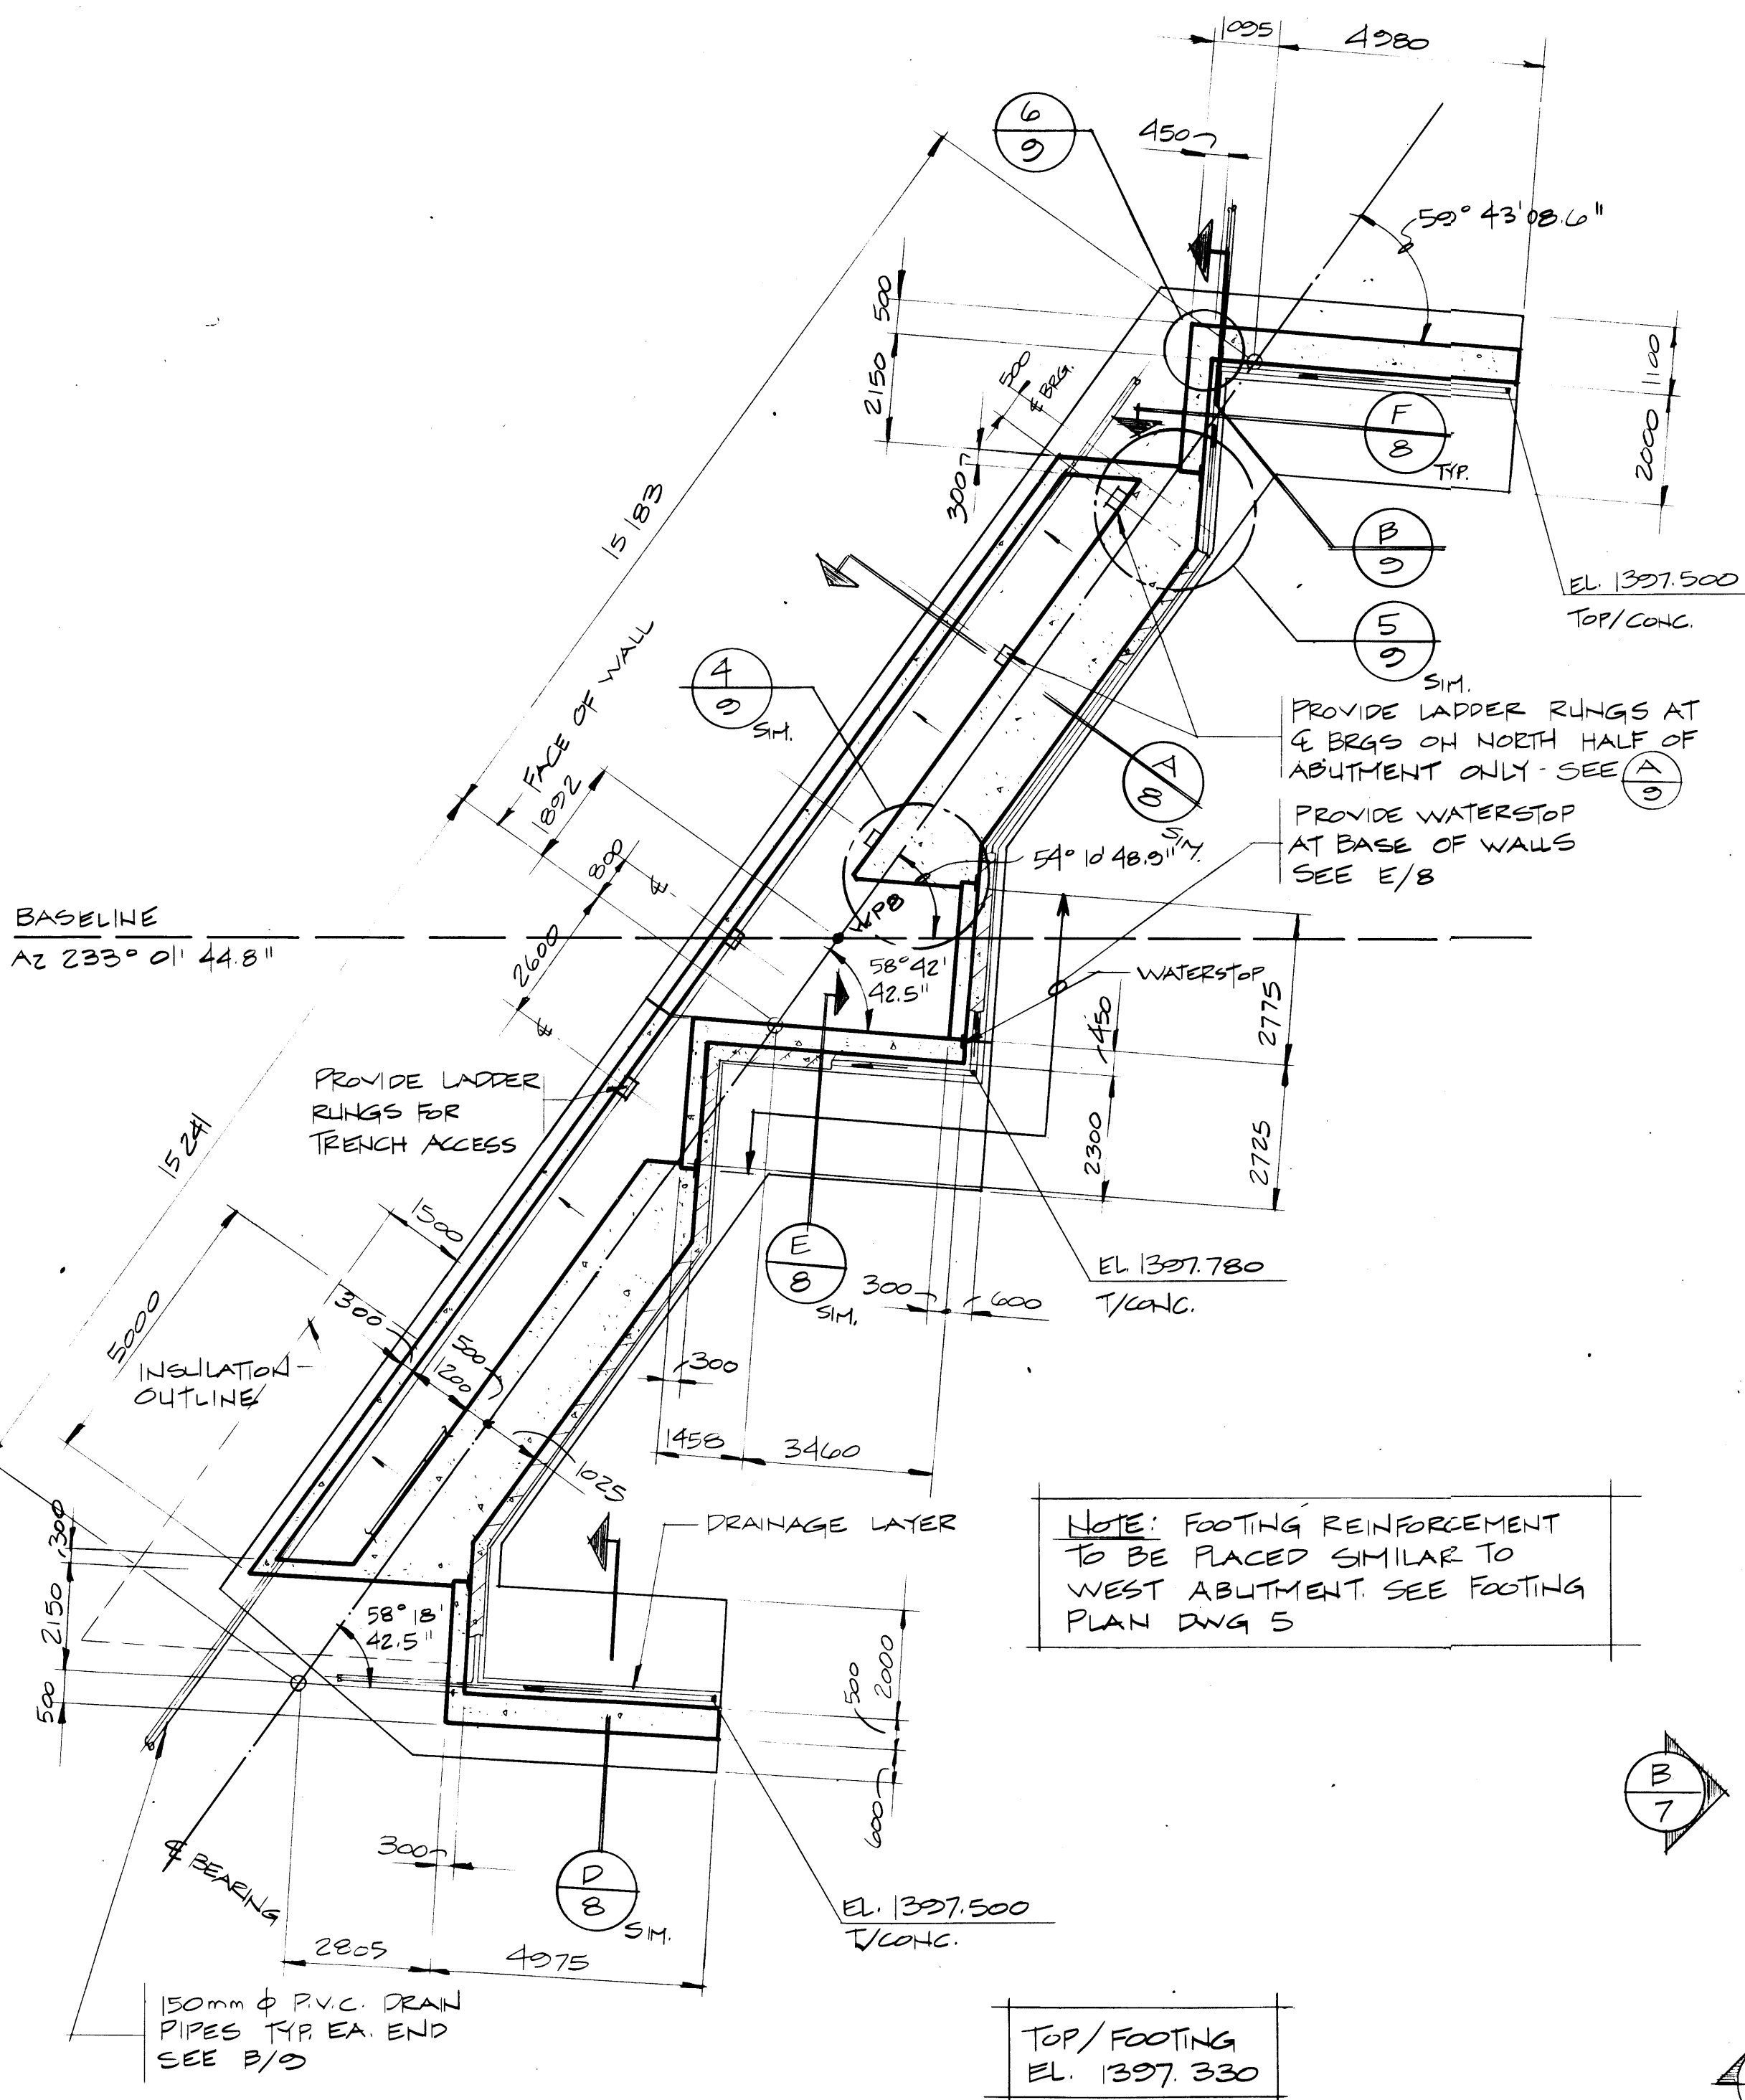 1095
4980
6
9
450
59° 43' 08.6"
500
2150
500
℄ BRG.
1100
2000
F
8
TYP.
300
B
9
15 183
EL. 1397.500
TOP/CONC.
5
9
SIM.
FACE OF WALL
4
9
SIM.
PROVIDE LADDER RUNGS AT
℄ BRGS ON NORTH HALF OF
ABUTMENT ONLY - SEE A
9
A
8
SIM.
1892
PROVIDE WATERSTOP
AT BASE OF WALLS
SEE E/8
800
℄
54° 10' 48.9"
W.P8
BASELINE
AZ 233° 01' 44.8"
2600
℄
58° 42'
42.5"
WATERSTOP
450
2775
PROVIDE LADDER
RUNGS FOR
TRENCH ACCESS
2300
2725
15 241
1500
E
8
SIM.
EL. 1397.780
T/CONC.
300
600
5000
300
500
1200
300
INSULATION
OUTLINE
1458
3460
1025
DRAINAGE LAYER
NOTE: FOOTING REINFORCEMENT
TO BE PLACED SIMILAR TO
WEST ABUTMENT. SEE FOOTING
PLAN DWG 5
300
2150
500
58° 18'
42.5"
500
2000
600
B
7
℄ BEARING
300
D
8
SIM.
EL. 1397.500
T/CONC.
2805
4975
150mm ϕ P.V.C. DRAIN
PIPES TYP. EA. END
SEE B/9
TOP/FOOTING
EL. 1397.330